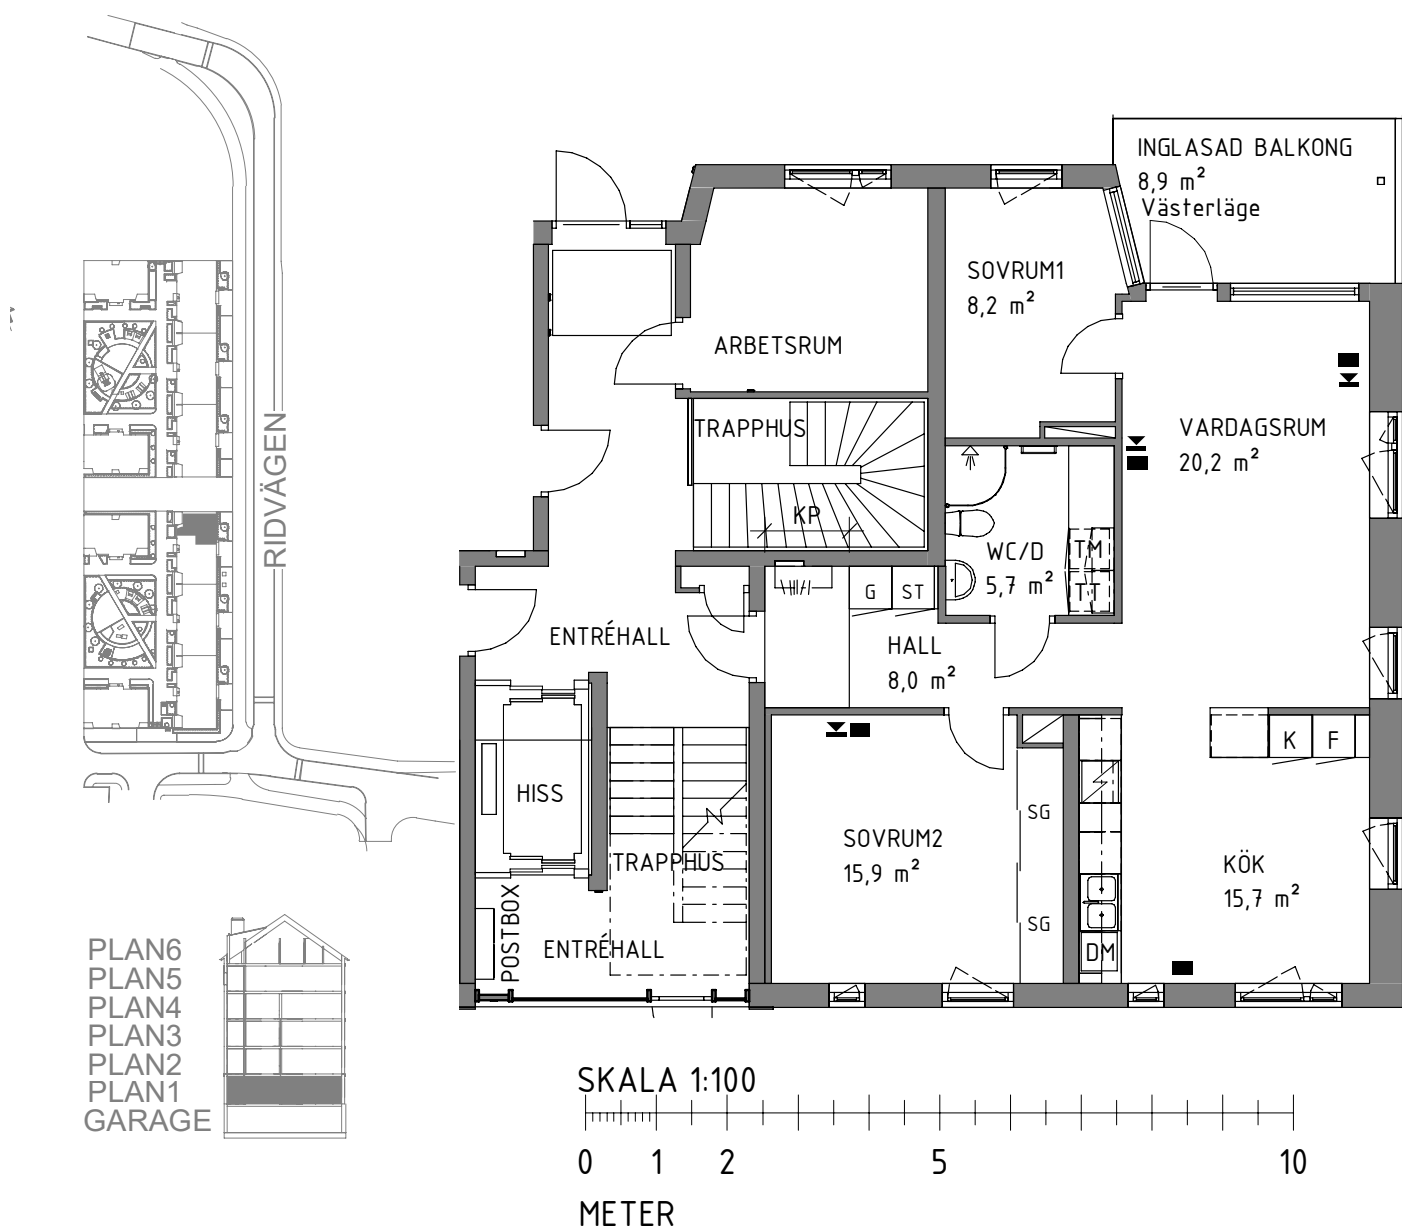 INGLASAD BALKONG
8,9 m²
Västerläge
SOVRUM1
8,2 m²
ARBETSRUM
TRAPPHUS
KP
VARDAGSRUM
20,2 m²
WC/D
5,7 m²
TM
TT
G
ST
ENTRÉHALL
HALL
8,0 m²
K
F
HISS
SG
SOVRUM2
15,9 m²
TRAPPHUS
KÖK
15,7 m²
SG
POSTBOX
ENTRÉHALL
DM
RIDVÄGEN
PLAN6
PLAN5
PLAN4
PLAN3
PLAN2
PLAN1
GARAGE
SKALA 1:100
0 1 2 5 10
METER